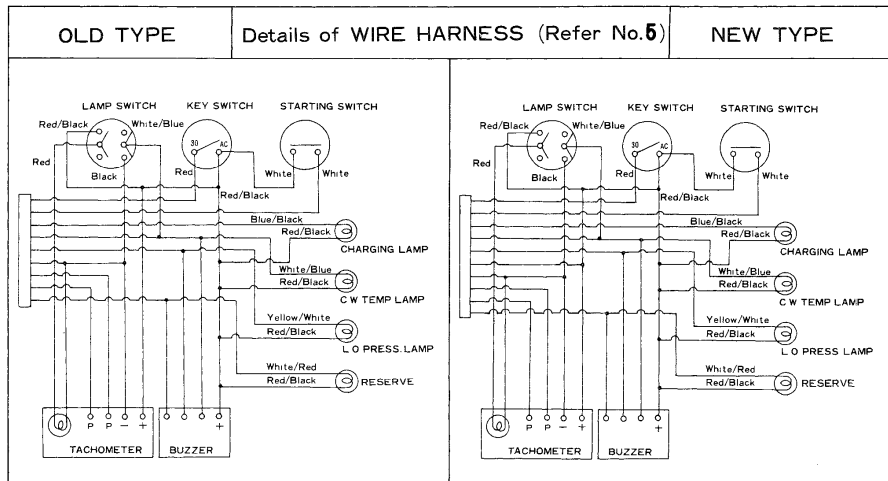 OLD TYPE
Details of WIRE HARNESS (Refer No.5)
NEW TYPE
LAMP SWITCH
KEY SWITCH
STARTING SWITCH
Red/Black
White/Blue
30
AC
Red
Black
Red
White
White
Red/Black
Blue/Black
Red/Black
CHARGING LAMP
White/Blue
Red/Black
C W TEMP LAMP
Yellow/White
Red/Black
L O PRESS. LAMP
White/Red
Red/Black
RESERVE
P P − +
+
TACHOMETER
BUZZER
LAMP SWITCH
KEY SWITCH
STARTING SWITCH
Red/Black
White/Blue
30
AC
Red
Black
Red
White
White
Red/Black
Blue/Black
Red/Black
CHARGING LAMP
White/Blue
Red/Black
C W TEMP LAMP
Yellow/White
Red/Black
L O PRESS LAMP
White/Red
Red/Black
RESERVE
P P − +
+
TACHOMETER
BUZZER